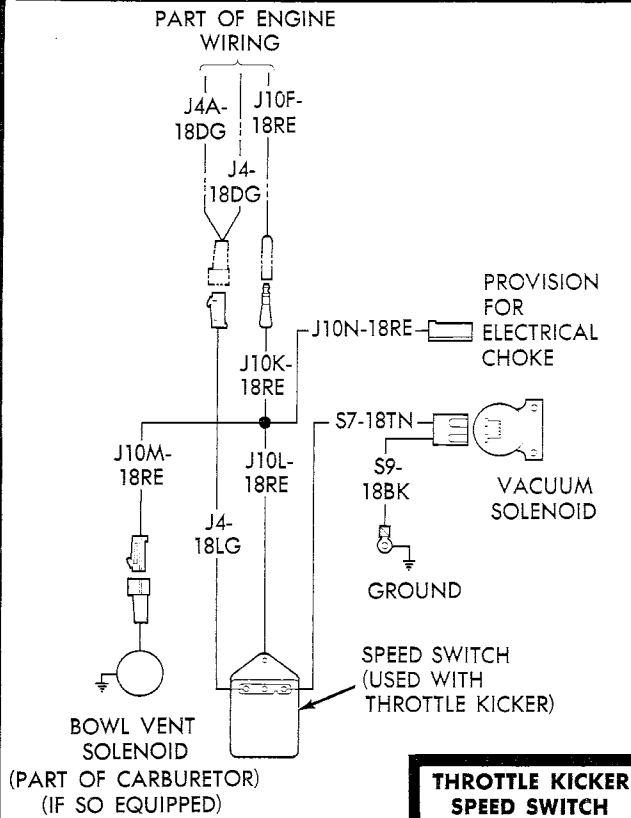 PART OF ENGINE
WIRING
J4A-
18DG
J10F-
18RE
J4-
18DG
PROVISION
FOR
ELECTRICAL
CHOKE
J10N-18RE
J10K-
18RE
S7-18TN
J10M-
18RE
J10L-
18RE
S9-
18BK
VACUUM
SOLENOID
J4-
18LG
GROUND
SPEED SWITCH
(USED WITH
THROTTLE KICKER)
BOWL VENT
SOLENOID
(PART OF CARBURETOR)
(IF SO EQUIPPED)
THROTTLE KICKER
SPEED SWITCH